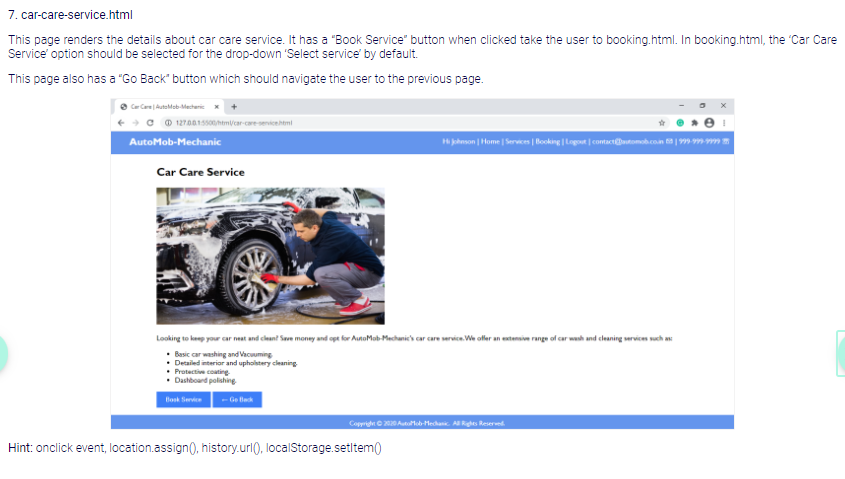 7. car-care-service.html
This page renders the details about car care service. It has a "Book Service" button when clicked take the user to booking.html. In booking.html, the 'Car Care
Service' option should be selected for the drop-down 'Select service' by default.
This page also has a "Go Back" button which should navigate the user to the previous page.
Car Care | AutoMob-Mechanic
127.0.0.1:5500/html/car-care-service.html
AutoMob-Mechanic
Hi Johnson | Home | Services | Booking | Logout | contact@automob.co.in ✉ | 999-999-9999 ☏
Car Care Service
Looking to keep your car neat and clean? Save money and opt for AutoMob-Mechanic's car care service. We offer an extensive range of car wash and cleaning services such as:
• Basic car washing and Vacuuming.
• Detailed interior and upholstery cleaning.
• Protective coating.
• Dashboard polishing.
Book Service
← Go Back
Copyright © 2020 AutoMob-Mechanic. All Rights Reserved.
Hint: onclick event, location.assign(), history.url(), localStorage.setItem()